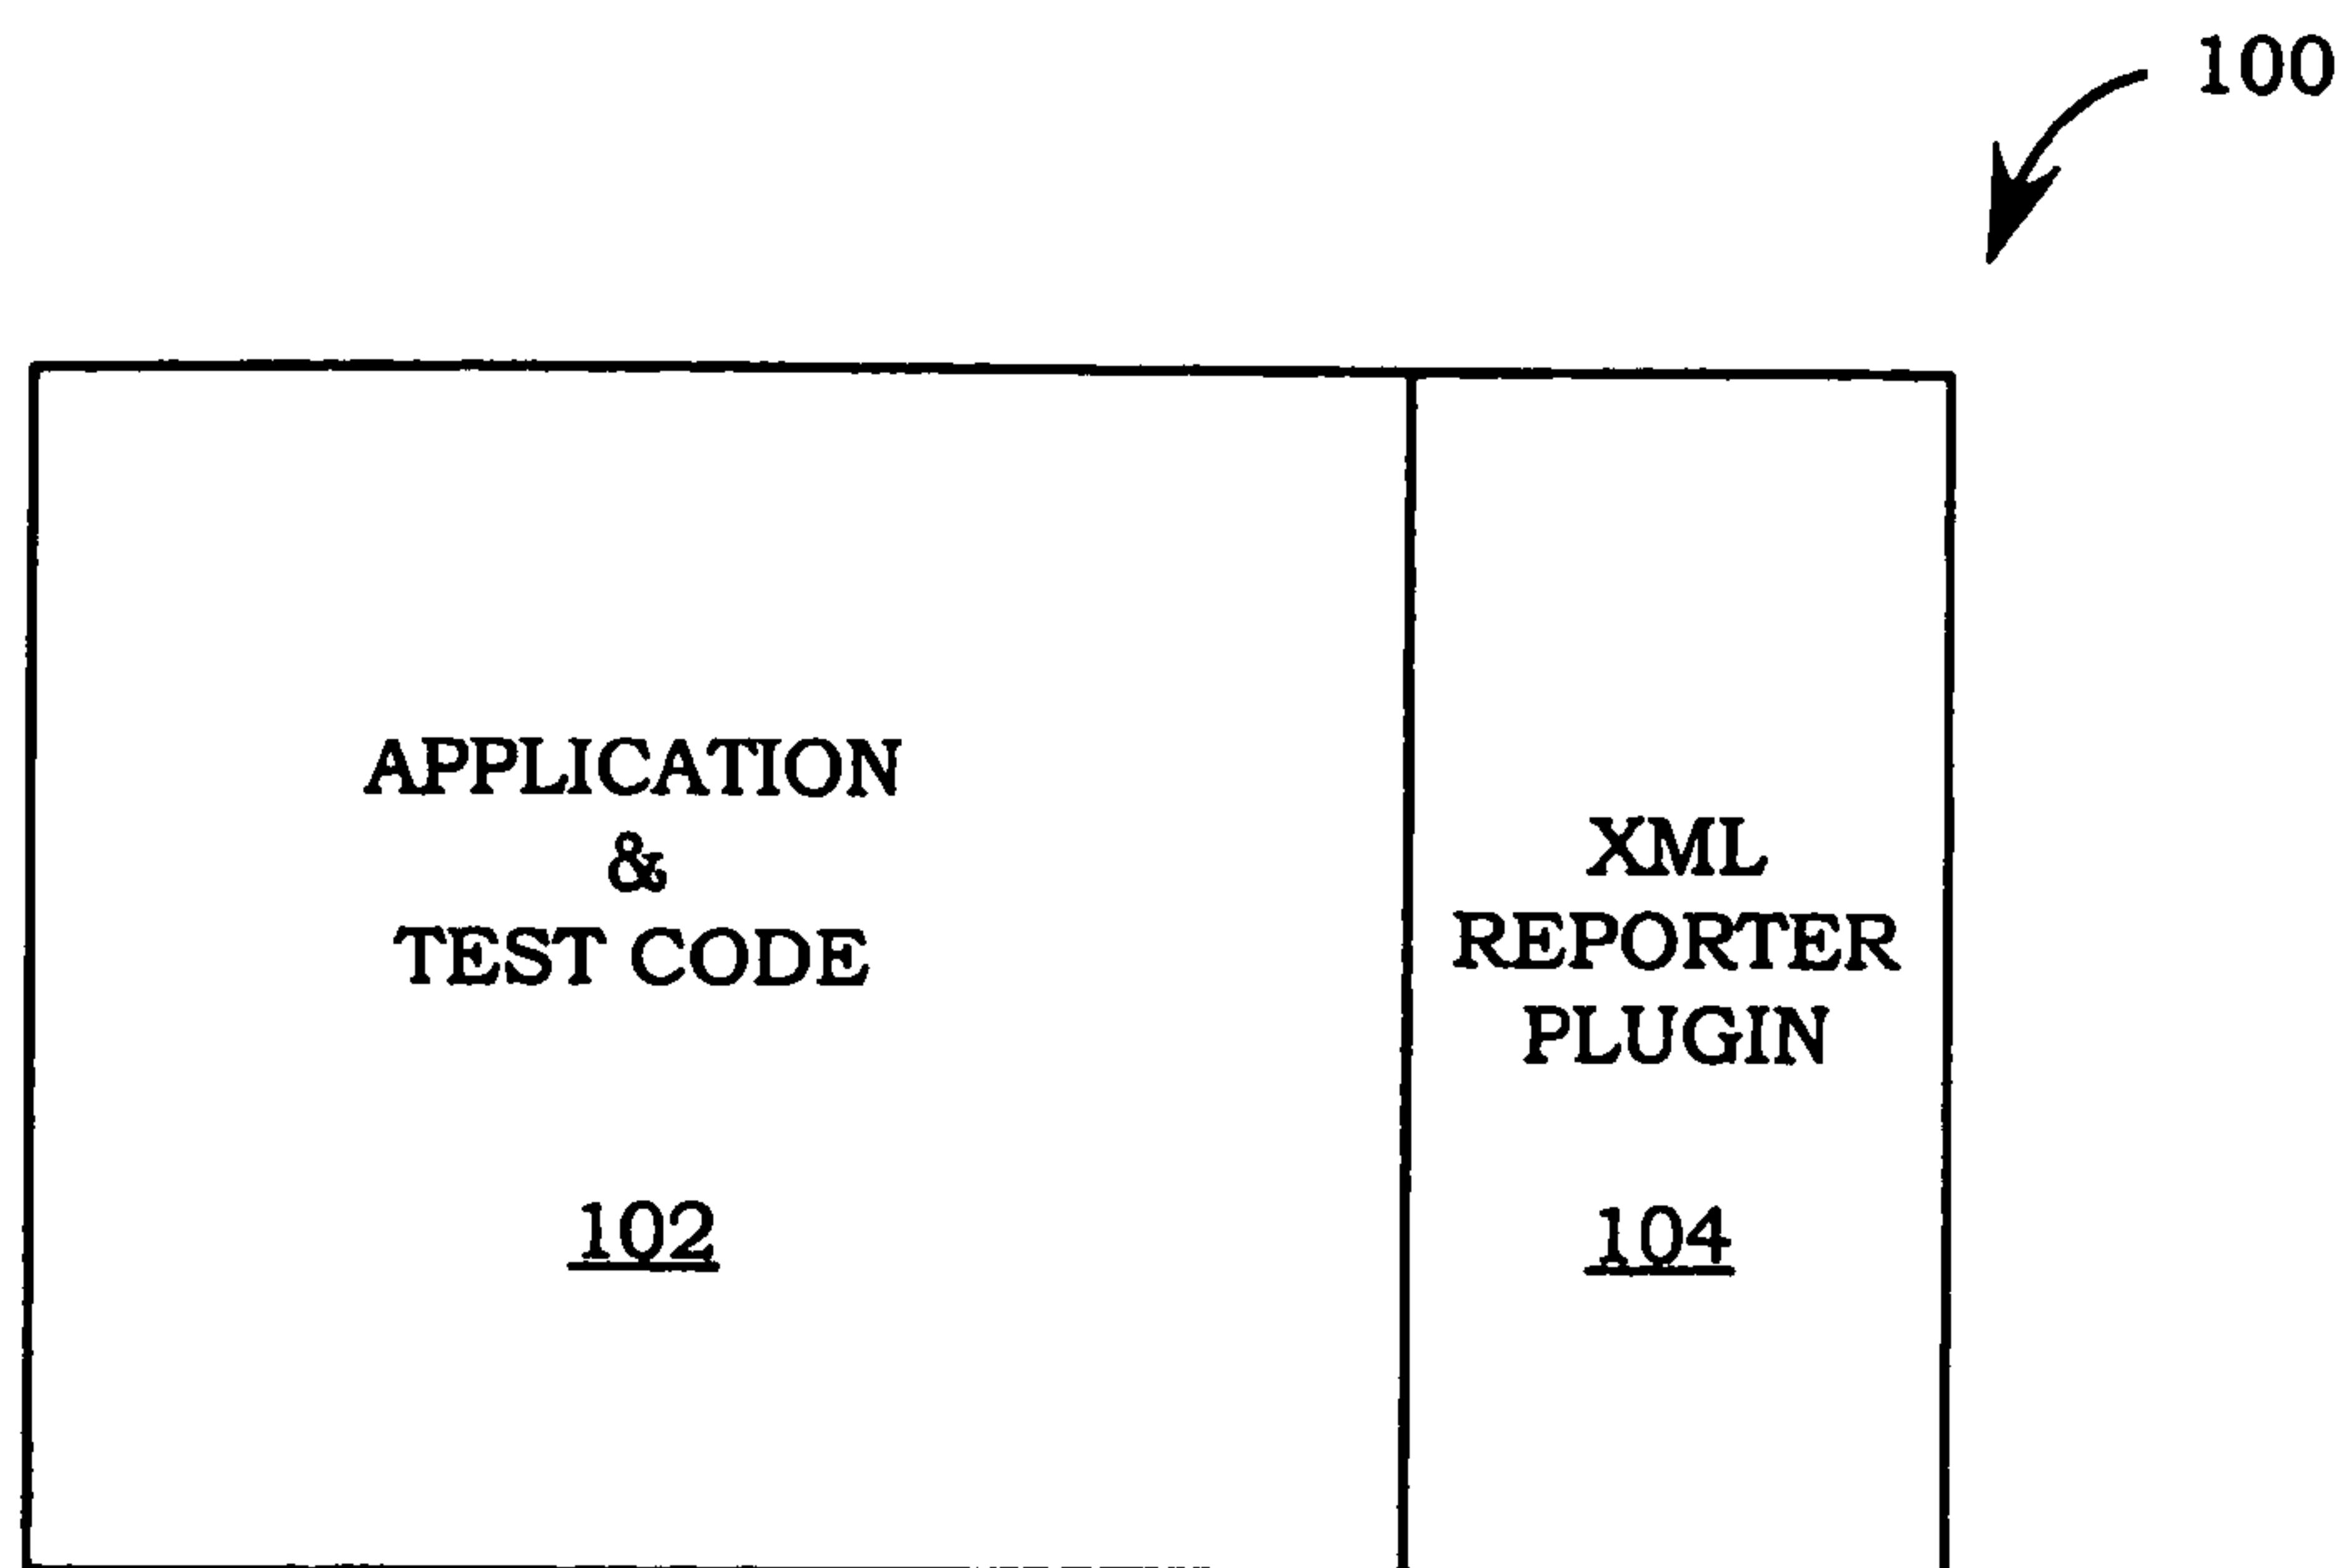 100
APPLICATION
&
TEST CODE
102
XML
REPORTER
PLUGIN
104